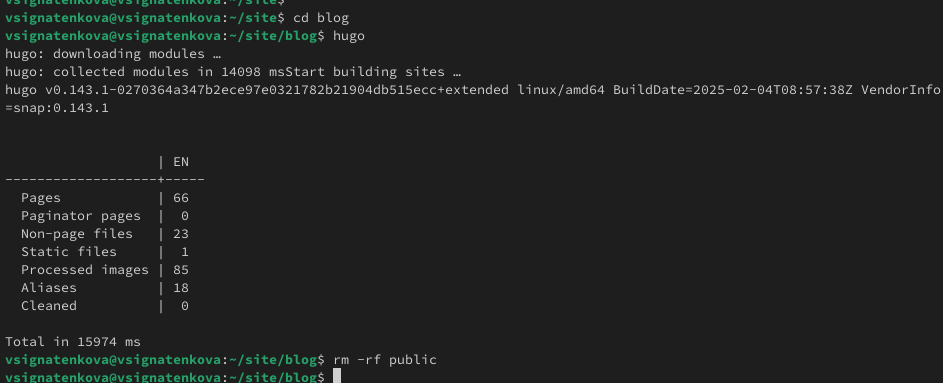 vsignatenkova@vsignatenkova:~/site$
vsignatenkova@vsignatenkova:~/site$ cd blog
vsignatenkova@vsignatenkova:~/site/blog$ hugo
hugo: downloading modules …
hugo: collected modules in 14098 msStart building sites …
hugo v0.143.1-0270364a347b2ece97e0321782b21904db515ecc+extended linux/amd64 BuildDate=2025-02-04T08:57:38Z VendorInfo
=snap:0.143.1
                   | EN
-------------------+-----
  Pages            | 66
  Paginator pages  |  0
  Non-page files   | 23
  Static files     |  1
  Processed images | 85
  Aliases          | 18
  Cleaned          |  0
Total in 15974 ms
vsignatenkova@vsignatenkova:~/site/blog$ rm -rf public
vsignatenkova@vsignatenkova:~/site/blog$